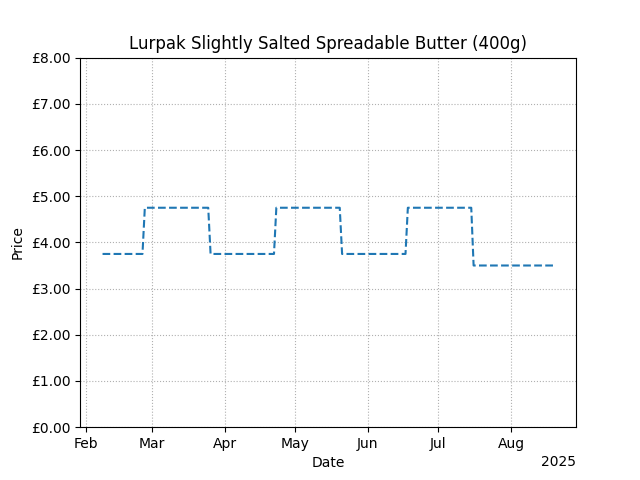 Lurpak Slightly Salted Spreadable Butter (400g)
£8.00
£7.00
£6.00
£5.00
£4.00
£3.00
£2.00
£1.00
£0.00
Price
Feb Mar Apr May Jun Jul Aug
Date
2025